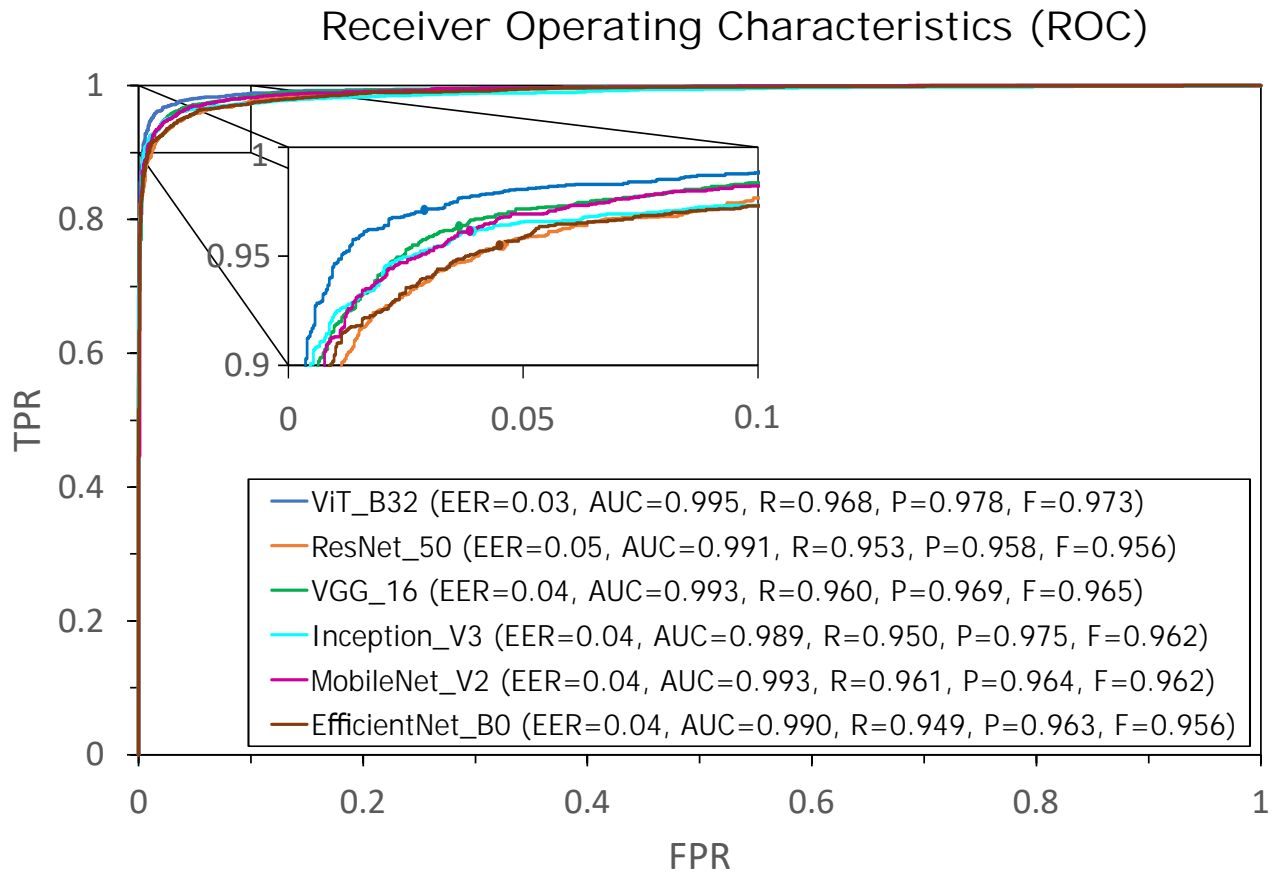 Receiver Operating Characteristics (ROC)
1
0.8
0.6
0.4
0.2
0
TPR
1
0.95
0.9
0
0.05
0.1
ViT_B32 (EER=0.03, AUC=0.995, R=0.968, P=0.978, F=0.973)
ResNet_50 (EER=0.05, AUC=0.991, R=0.953, P=0.958, F=0.956)
VGG_16 (EER=0.04, AUC=0.993, R=0.960, P=0.969, F=0.965)
Inception_V3 (EER=0.04, AUC=0.989, R=0.950, P=0.975, F=0.962)
MobileNet_V2 (EER=0.04, AUC=0.993, R=0.961, P=0.964, F=0.962)
EfficientNet_B0 (EER=0.04, AUC=0.990, R=0.949, P=0.963, F=0.956)
0
0.2
0.4
0.6
0.8
1
FPR